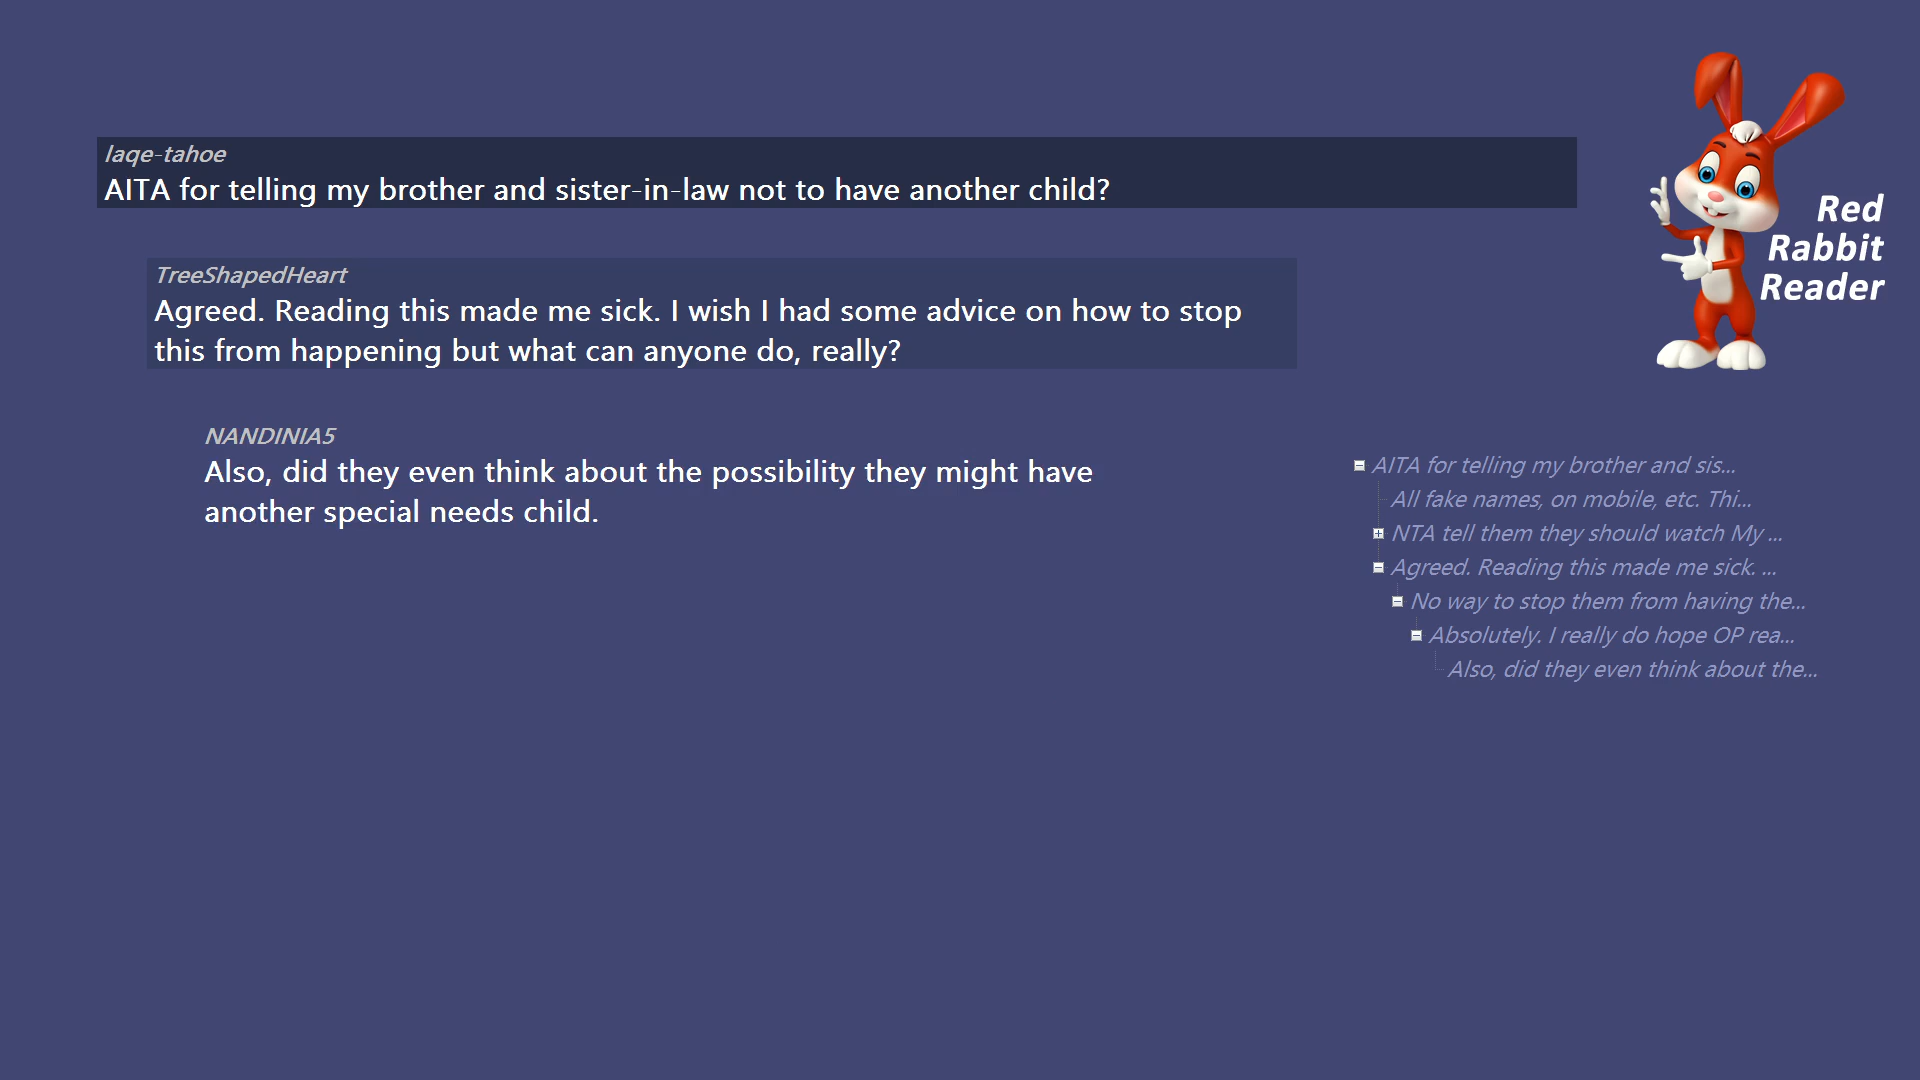 laqe-tahoe
AITA for telling my brother and sister-in-law not to have another child?
TreeShapedHeart
Agreed. Reading this made me sick. I wish I had some advice on how to stop
this from happening but what can anyone do, really?
NANDINIA5
Also, did they even think about the possibility they might have
another special needs child.
Red
Rabbit
Reader
AITA for telling my brother and sis...
All fake names, on mobile, etc. Thi...
NTA tell them they should watch My ...
Agreed. Reading this made me sick. ...
No way to stop them from having the...
Absolutely. I really do hope OP rea...
Also, did they even think about the...